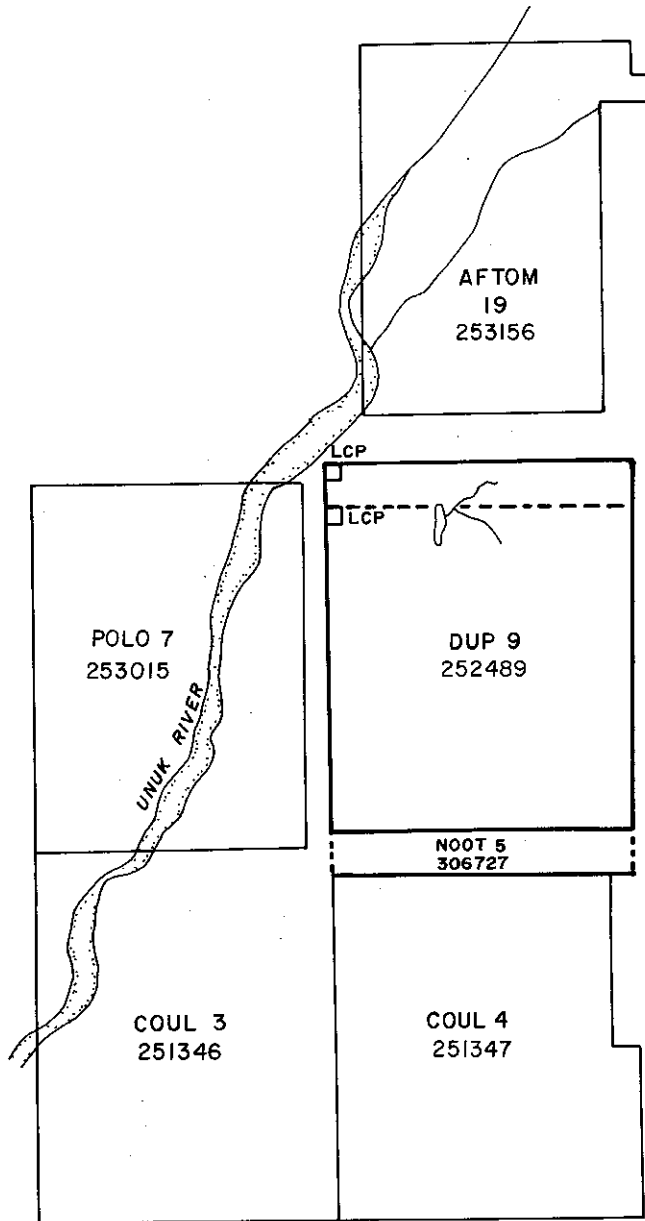 AFTOM
19
253156
LCP
LCP
POLO 7
253015
DUP 9
252489
UNUK RIVER
NOOT 5
306727
COUL 3
251346
COUL 4
251347